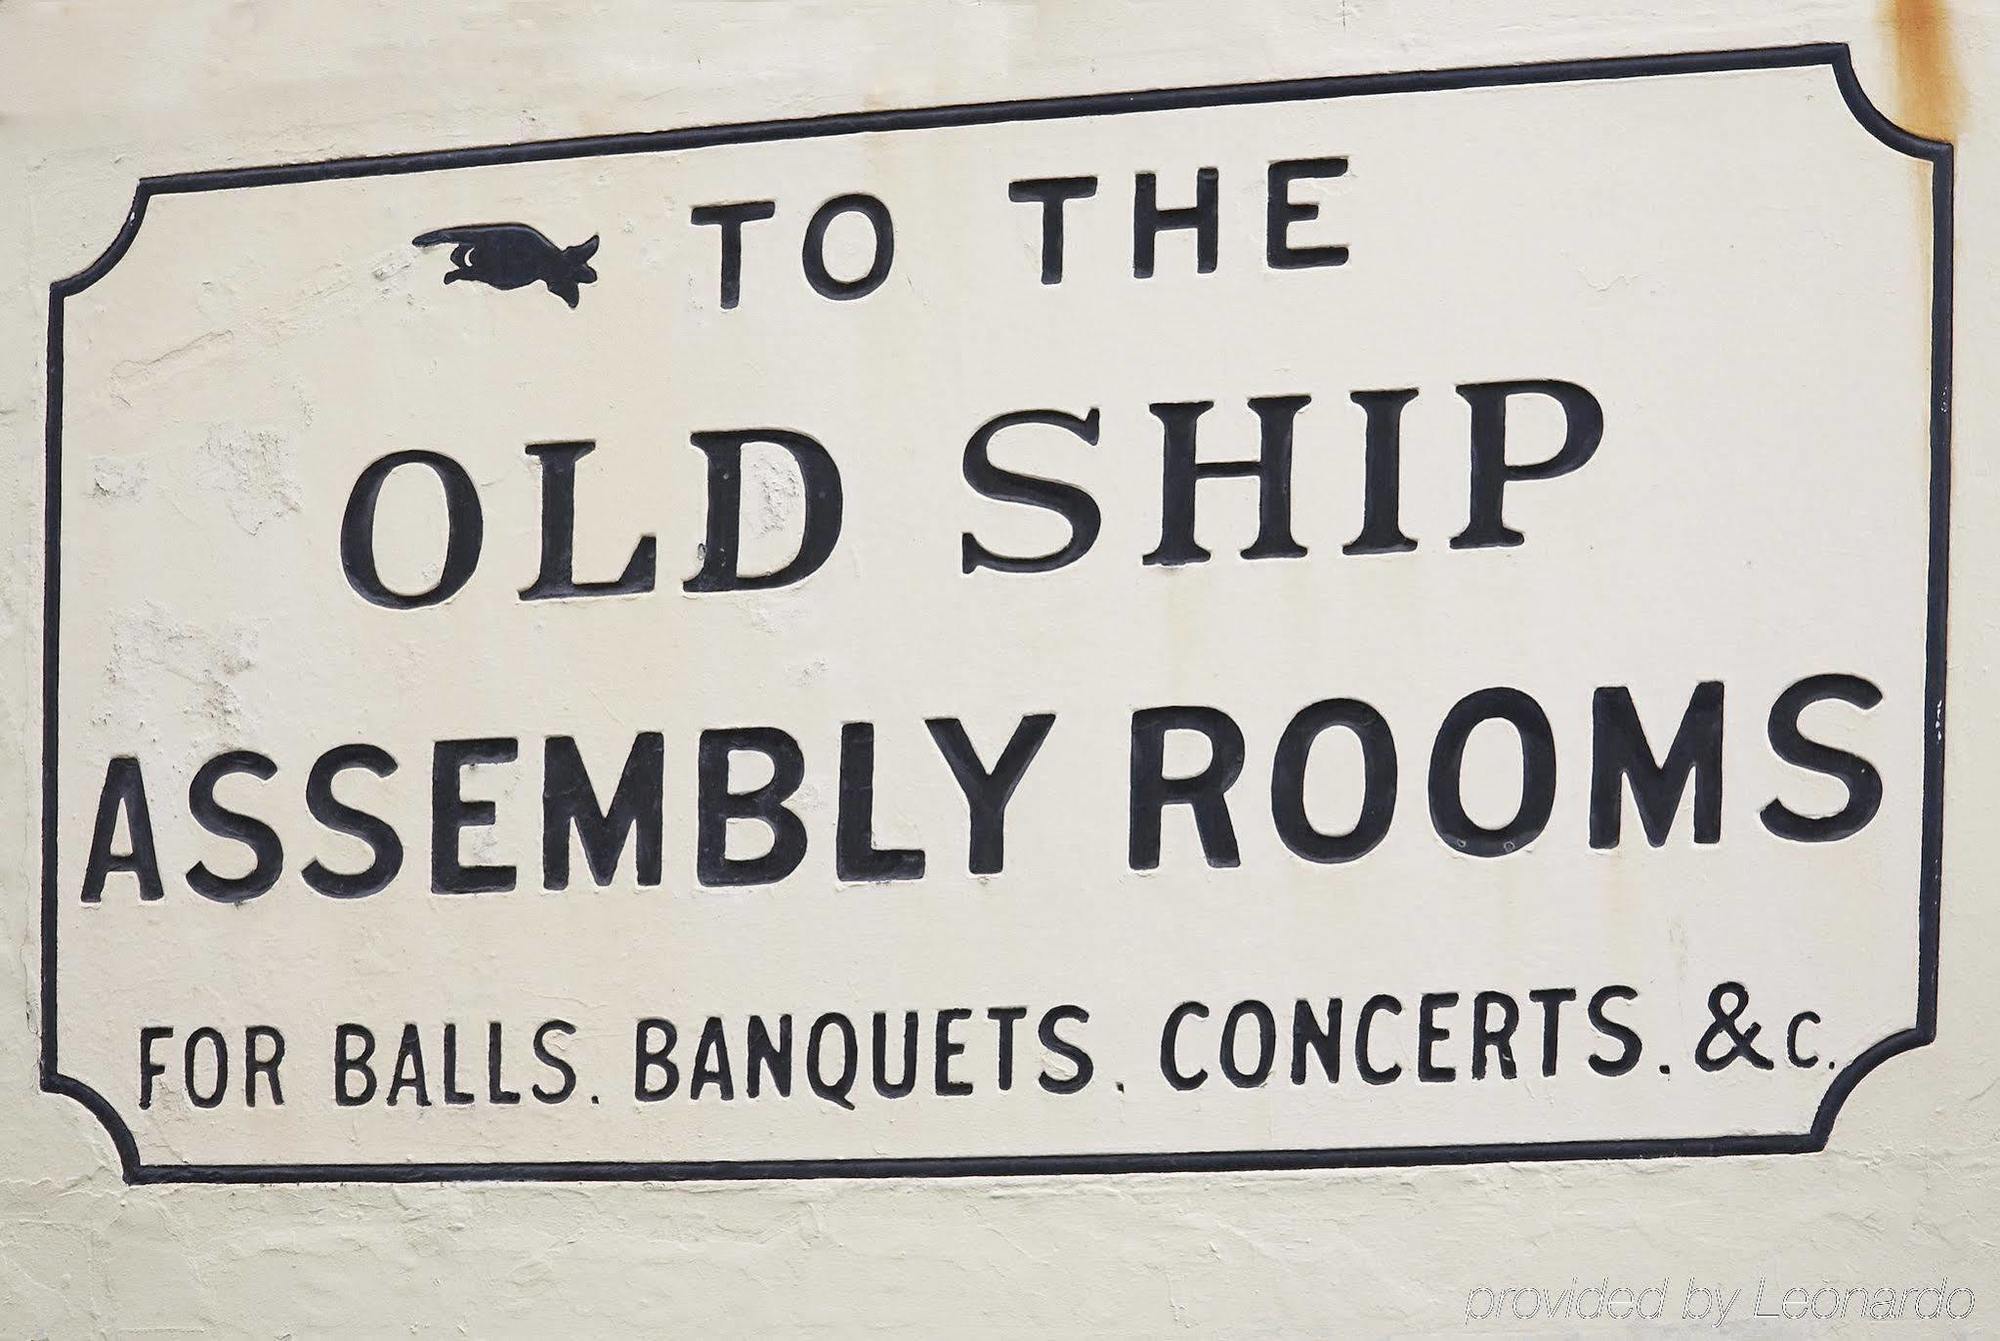 TO THE
OLD SHIP
ASSEMBLY ROOMS
FOR BALLS. BANQUETS. CONCERTS. &c.
provided by Leonardo